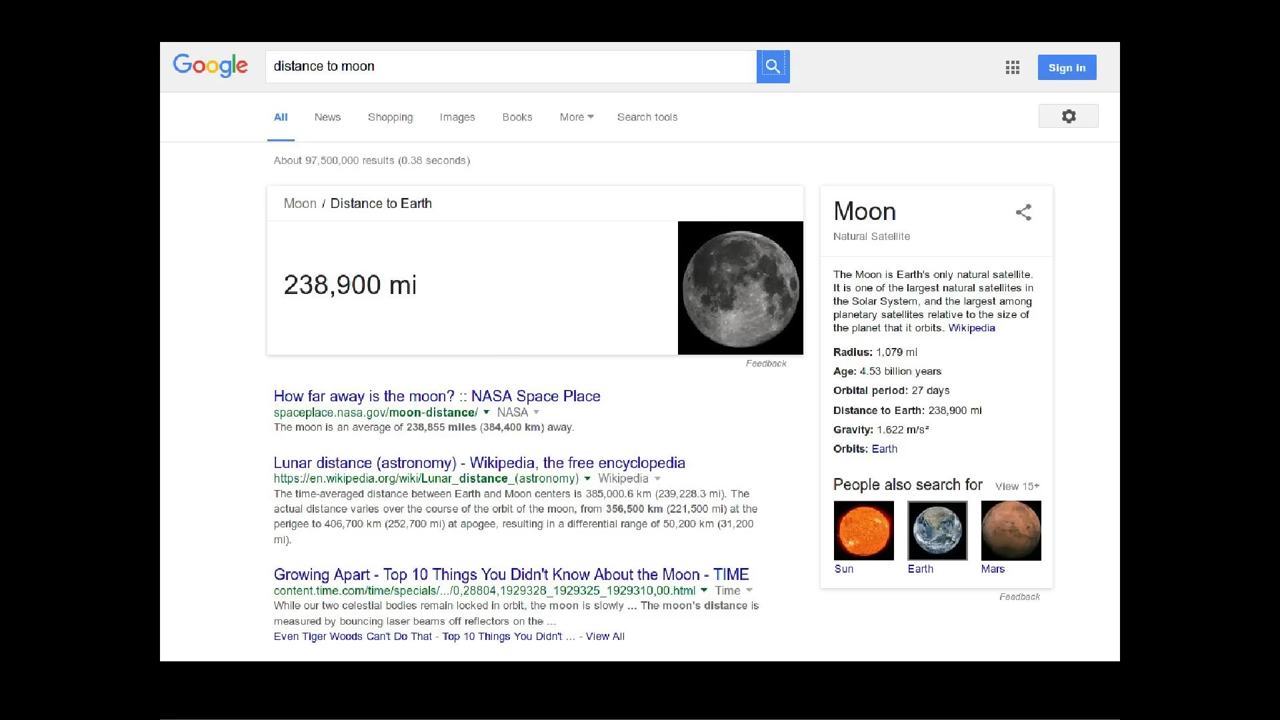 Google
distance to moon
Sign in
All News Shopping Images Books More Search tools
About 97,500,000 results (0.38 seconds)
Moon / Distance to Earth
238,900 mi
Feedback
How far away is the moon? :: NASA Space Place
spaceplace.nasa.gov/moon-distance/ NASA
The moon is an average of 238,855 miles (384,400 km) away.
Lunar distance (astronomy) - Wikipedia, the free encyclopedia
https://en.wikipedia.org/wiki/Lunar_distance_(astronomy) Wikipedia
The time-averaged distance between Earth and Moon centers is 385,000.6 km (239,228.3 mi). The
actual distance varies over the course of the orbit of the moon, from 356,500 km (221,500 mi) at the
perigee to 406,700 km (252,700 mi) at apogee, resulting in a differential range of 50,200 km (31,200
mi).
Growing Apart - Top 10 Things You Didn't Know About the Moon - TIME
content.time.com/time/specials/.../0,28804,1929328_1929325_1929310,00.html Time
While our two celestial bodies remain locked in orbit, the moon is slowly ... The moon's distance is
measured by bouncing laser beams off reflectors on the ...
Even Tiger Woods Can't Do That - Top 10 Things You Didn't ... - View All
Moon
Natural Satellite
The Moon is Earth's only natural satellite.
It is one of the largest natural satellites in
the Solar System, and the largest among
planetary satellites relative to the size of
the planet that it orbits. Wikipedia
Radius: 1,079 mi
Age: 4.53 billion years
Orbital period: 27 days
Distance to Earth: 238,900 mi
Gravity: 1.622 m/s²
Orbits: Earth
People also search for View 15+
Sun Earth Mars
Feedback